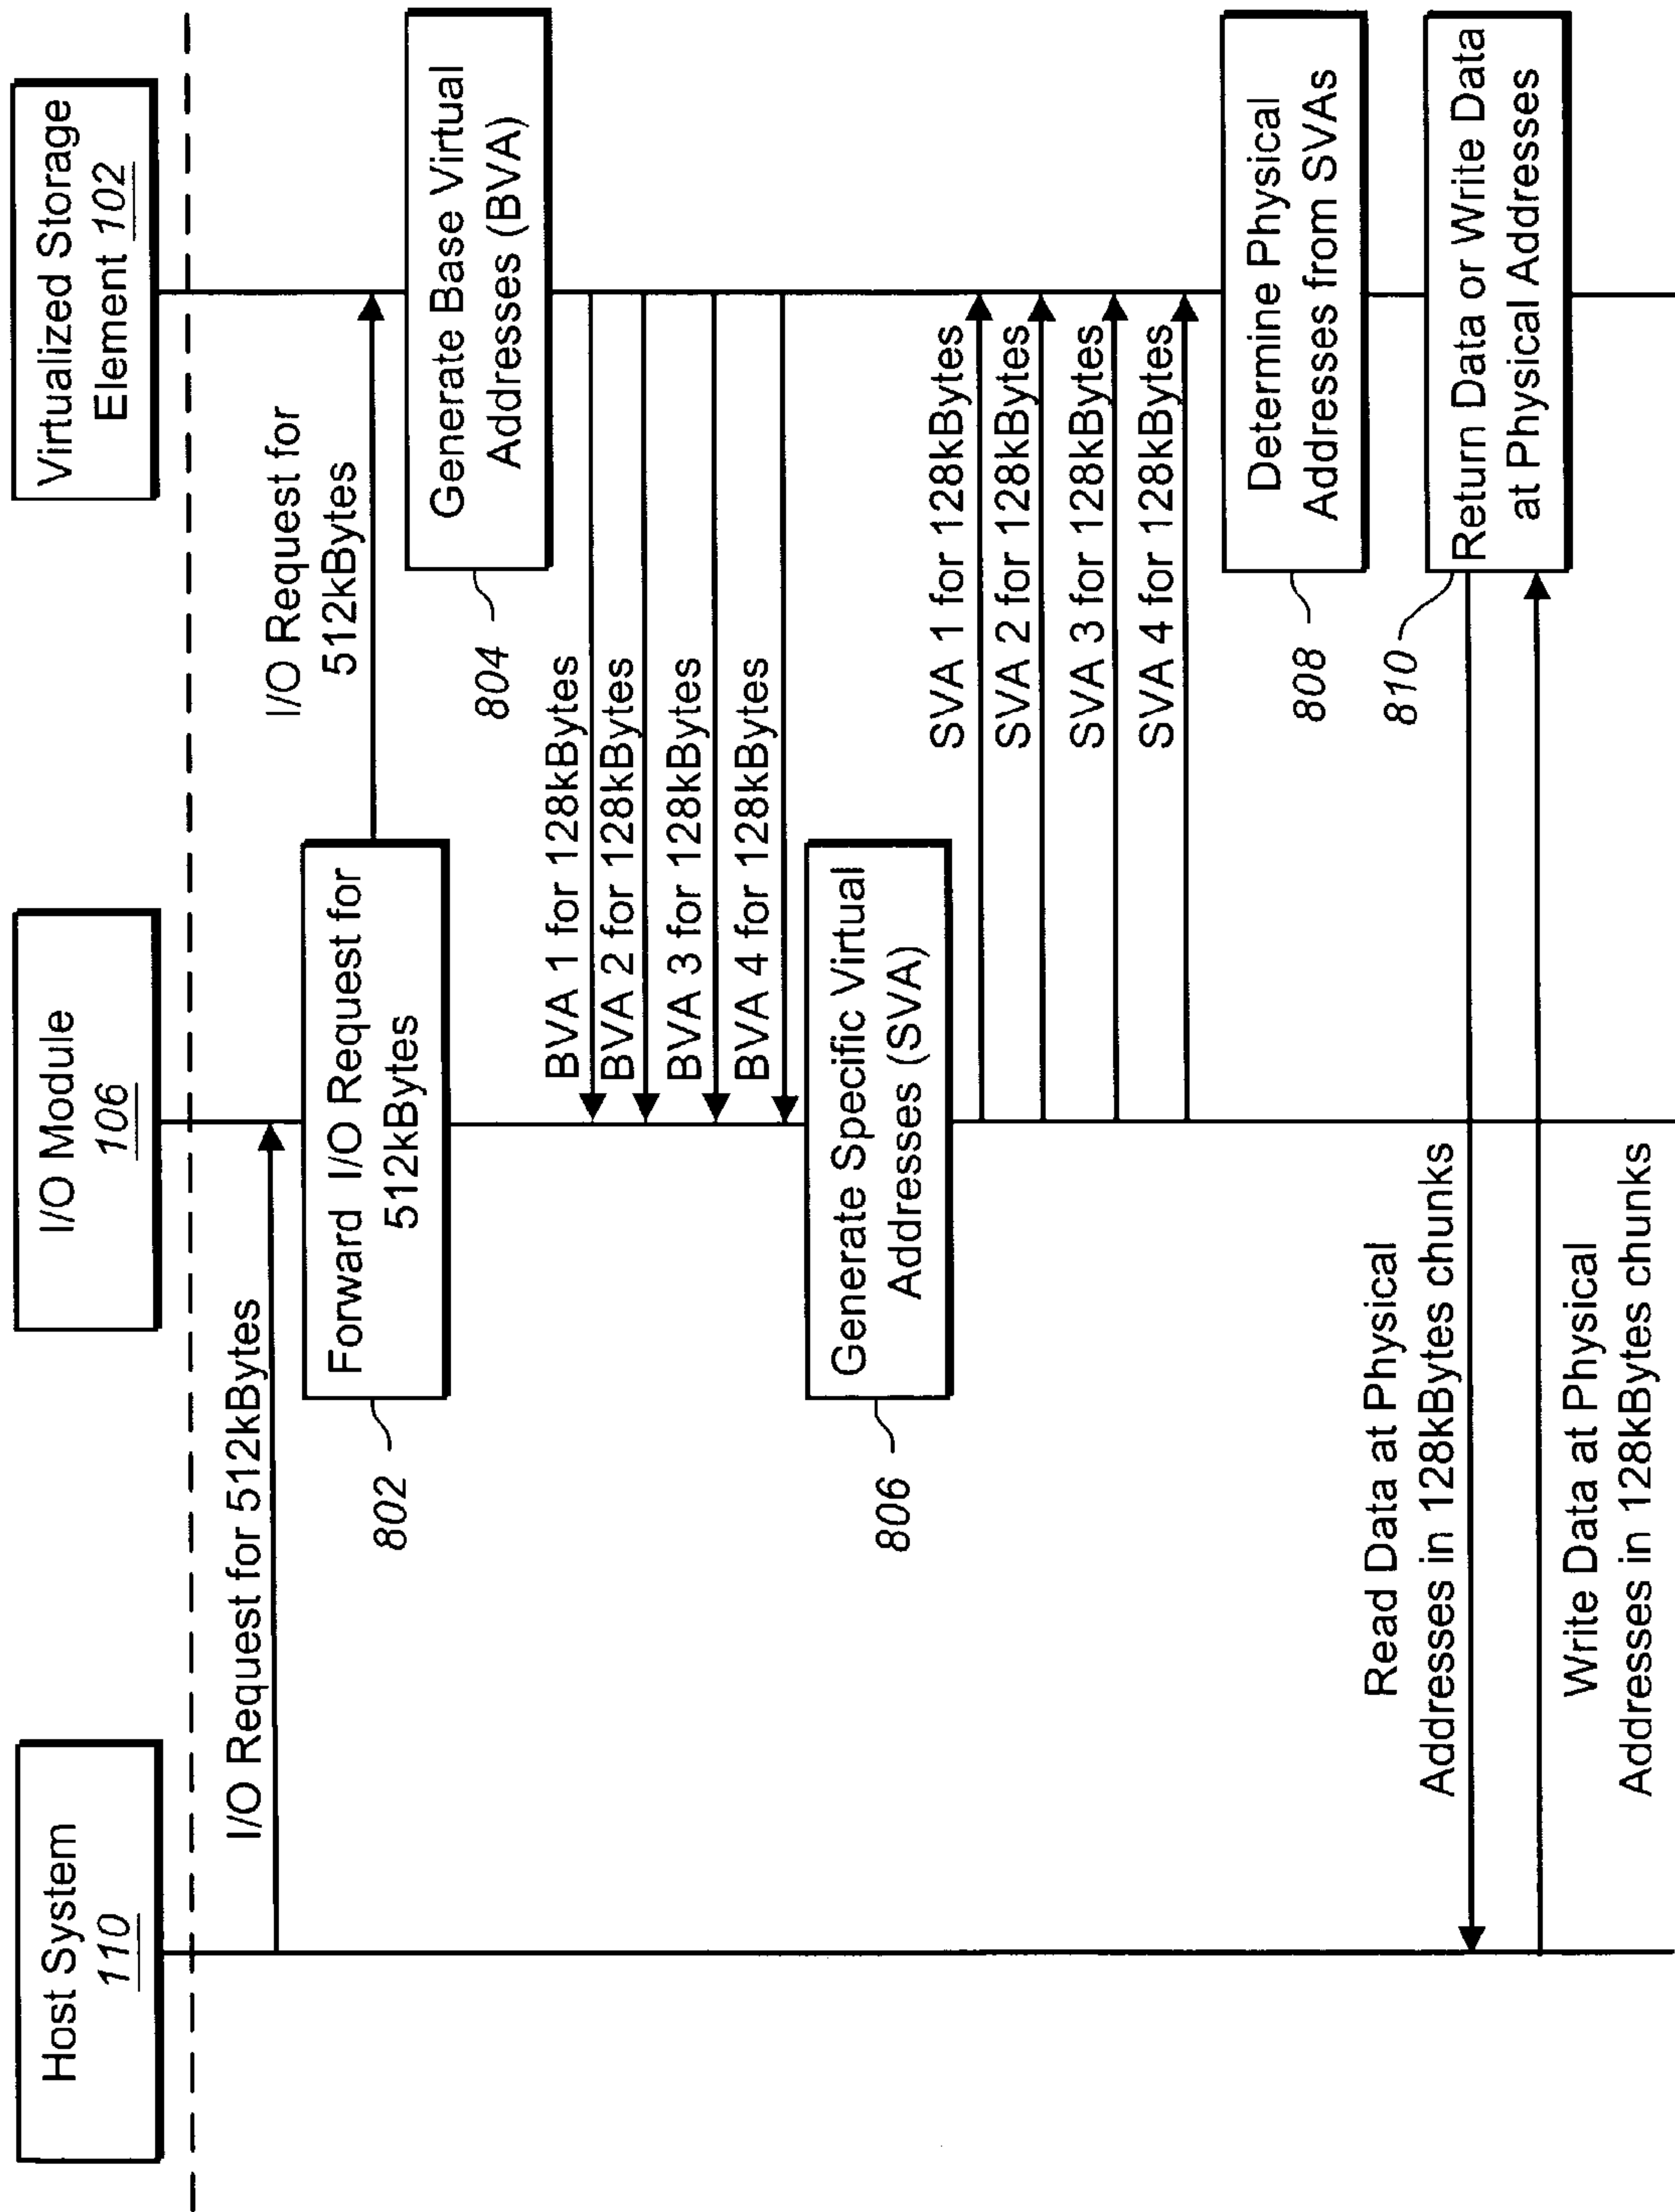 Host System
110
I/O Module
106
Virtualized Storage
Element 102
I/O Request for 512kBytes
802
Forward I/O Request for
512kBytes
I/O Request for
512kBytes
804
Generate Base Virtual
Addresses (BVA)
BVA 1 for 128kBytes
BVA 2 for 128kBytes
BVA 3 for 128kBytes
BVA 4 for 128kBytes
806
Generate Specific Virtual
Addresses (SVA)
SVA 1 for 128kBytes
SVA 2 for 128kBytes
SVA 3 for 128kBytes
SVA 4 for 128kBytes
808
Determine Physical
Addresses from SVAs
810
Return Data or Write Data
at Physical Addresses
Read Data at Physical
Addresses in 128kBytes chunks
Write Data at Physical
Addresses in 128kBytes chunks